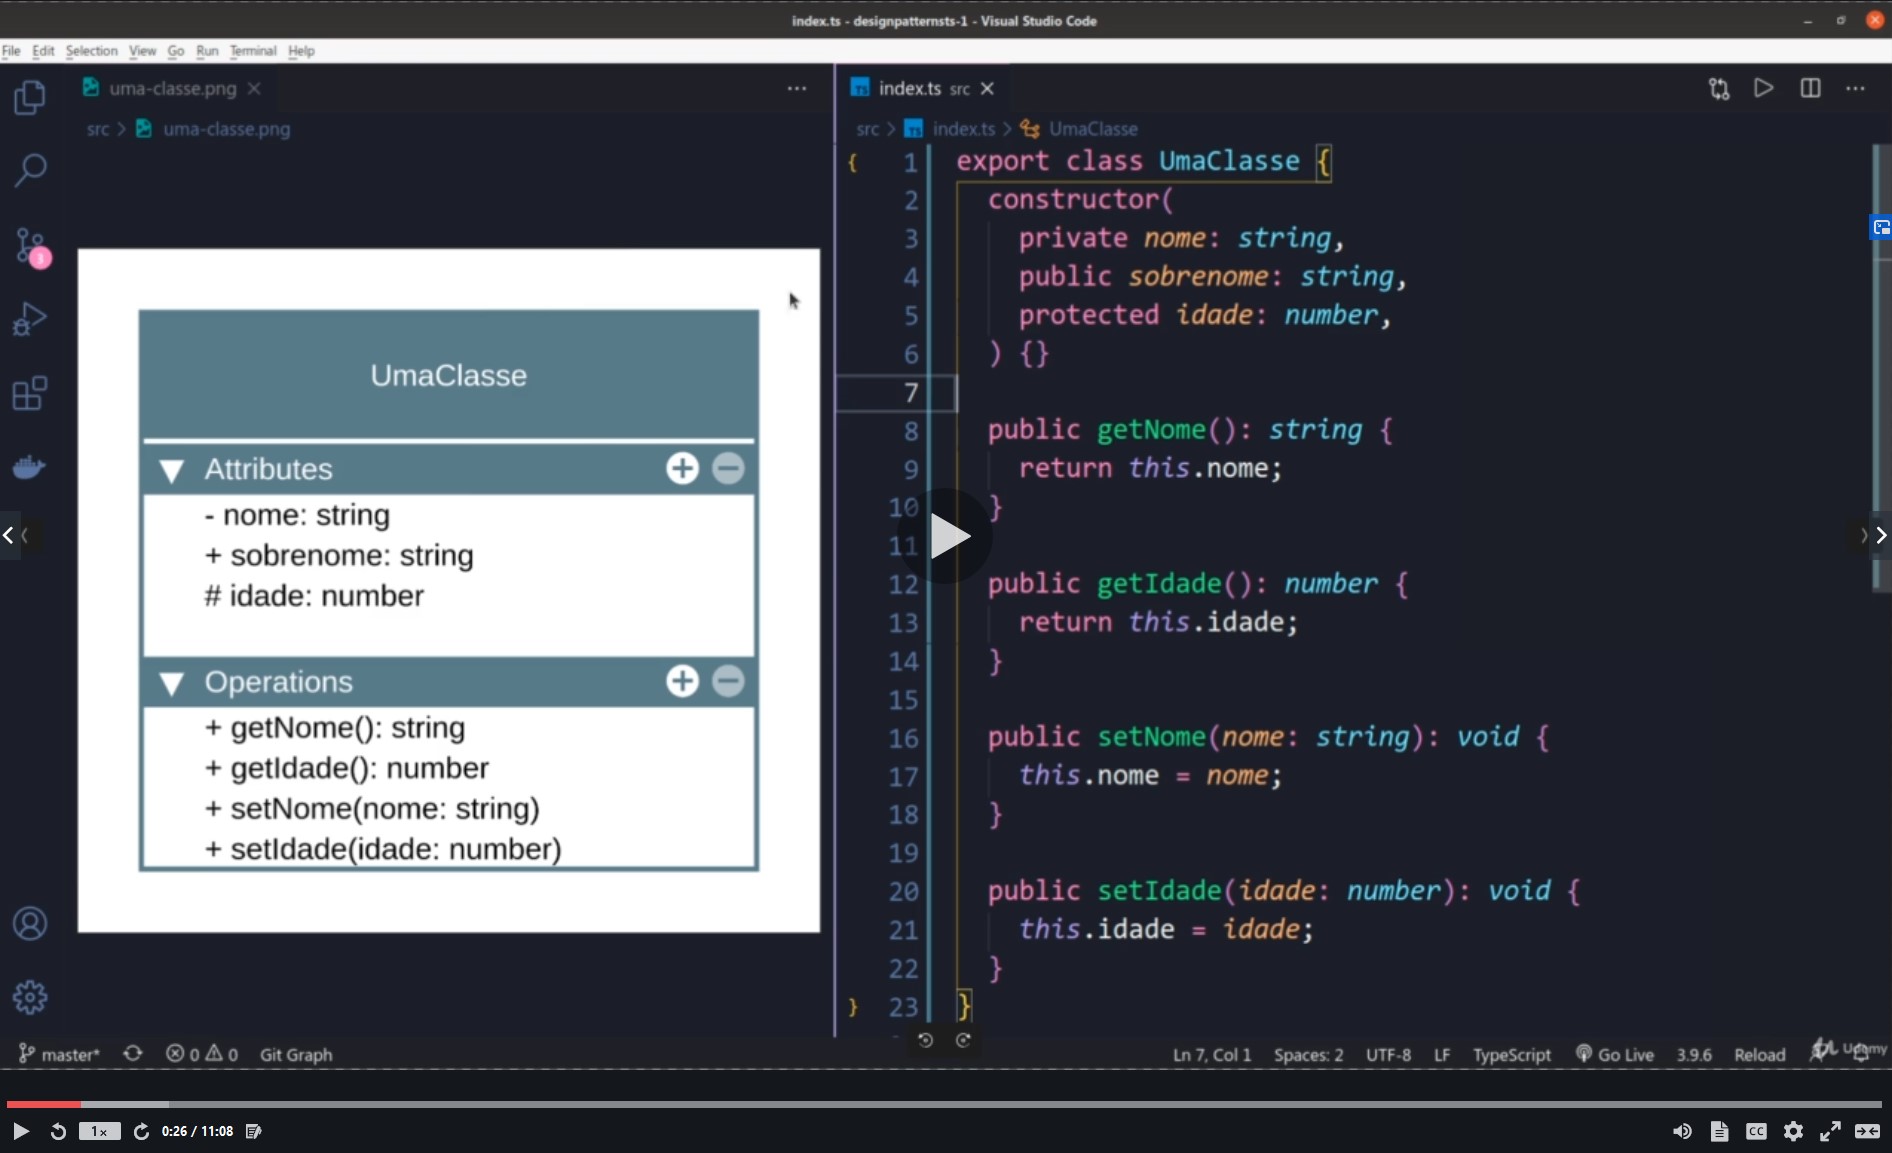 index.ts - designpatternsts-1 - Visual Studio Code
File Edit Selection View Go Run Terminal Help
uma-classe.png
src > uma-classe.png
3
UmaClasse
Attributes
- nome: string
+ sobrenome: string
# idade: number
Operations
+ getNome(): string
+ getIdade(): number
+ setNome(nome: string)
+ setIdade(idade: number)
TS index.ts src
src > TS index.ts > UmaClasse
{ 1 export class UmaClasse {
2 constructor(
3 private nome: string,
4 public sobrenome: string,
5 protected idade: number,
6 ) {}
7
8 public getNome(): string {
9 return this.nome;
10 }
11
12 public getIdade(): number {
13 return this.idade;
14 }
15
16 public setNome(nome: string): void {
17 this.nome = nome;
18 }
19
20 public setIdade(idade: number): void {
21 this.idade = idade;
22 }
} 23 }
master* 0 0 Git Graph Ln 7, Col 1 Spaces: 2 UTF-8 LF TypeScript Go Live 3.9.6 Reload
Udemy
1x 0:26 / 11:08 CC